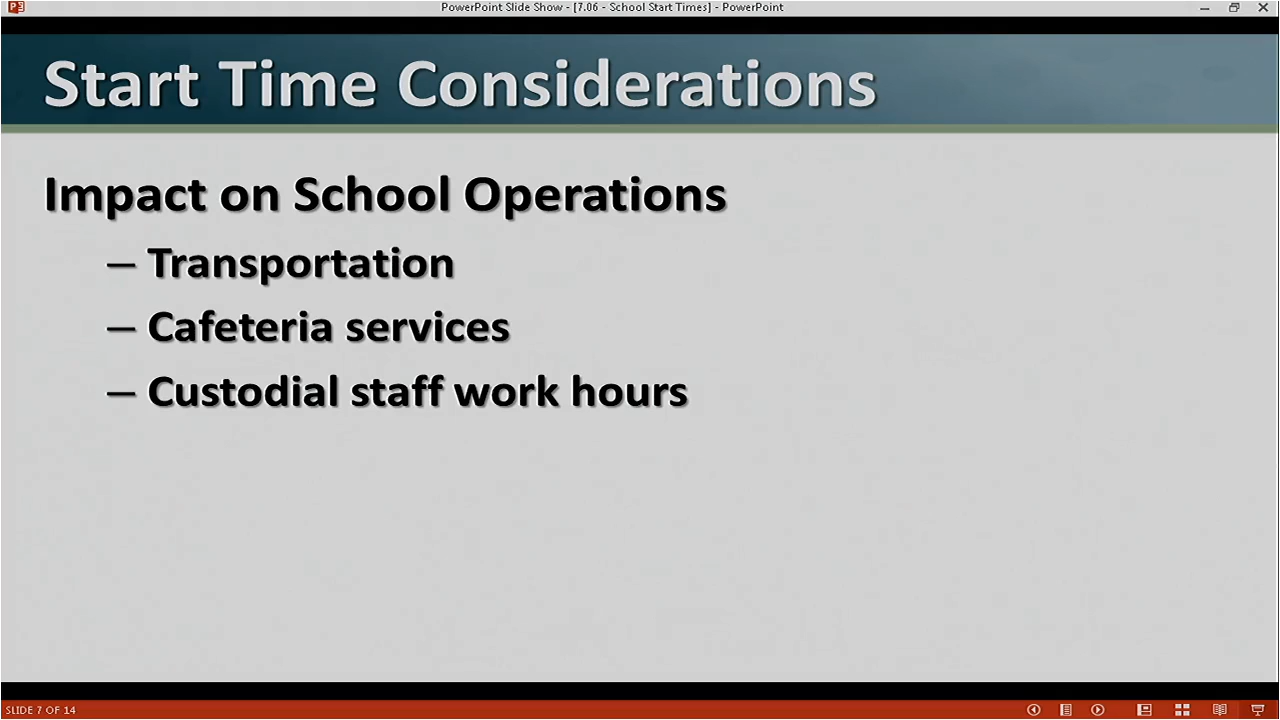 PowerPoint Slide Show - [7.06 - School Start Times] - PowerPoint
Start Time Considerations
Impact on School Operations
– Transportation
– Cafeteria services
– Custodial staff work hours
SLIDE 7 OF 14